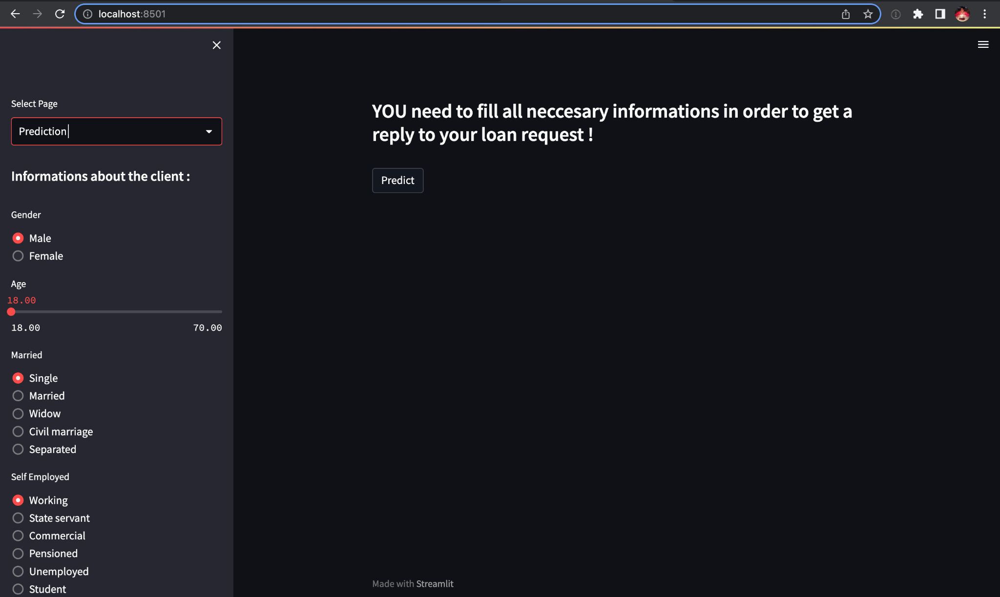 localhost:8501
Select Page
Prediction
Informations about the client :
Gender
Male
Female
Age
18.00
18.00 70.00
Married
Single
Married
Widow
Civil marriage
Separated
Self Employed
Working
State servant
Commercial
Pensioned
Unemployed
Student
YOU need to fill all neccesary informations in order to get a
reply to your loan request !
Predict
Made with Streamlit